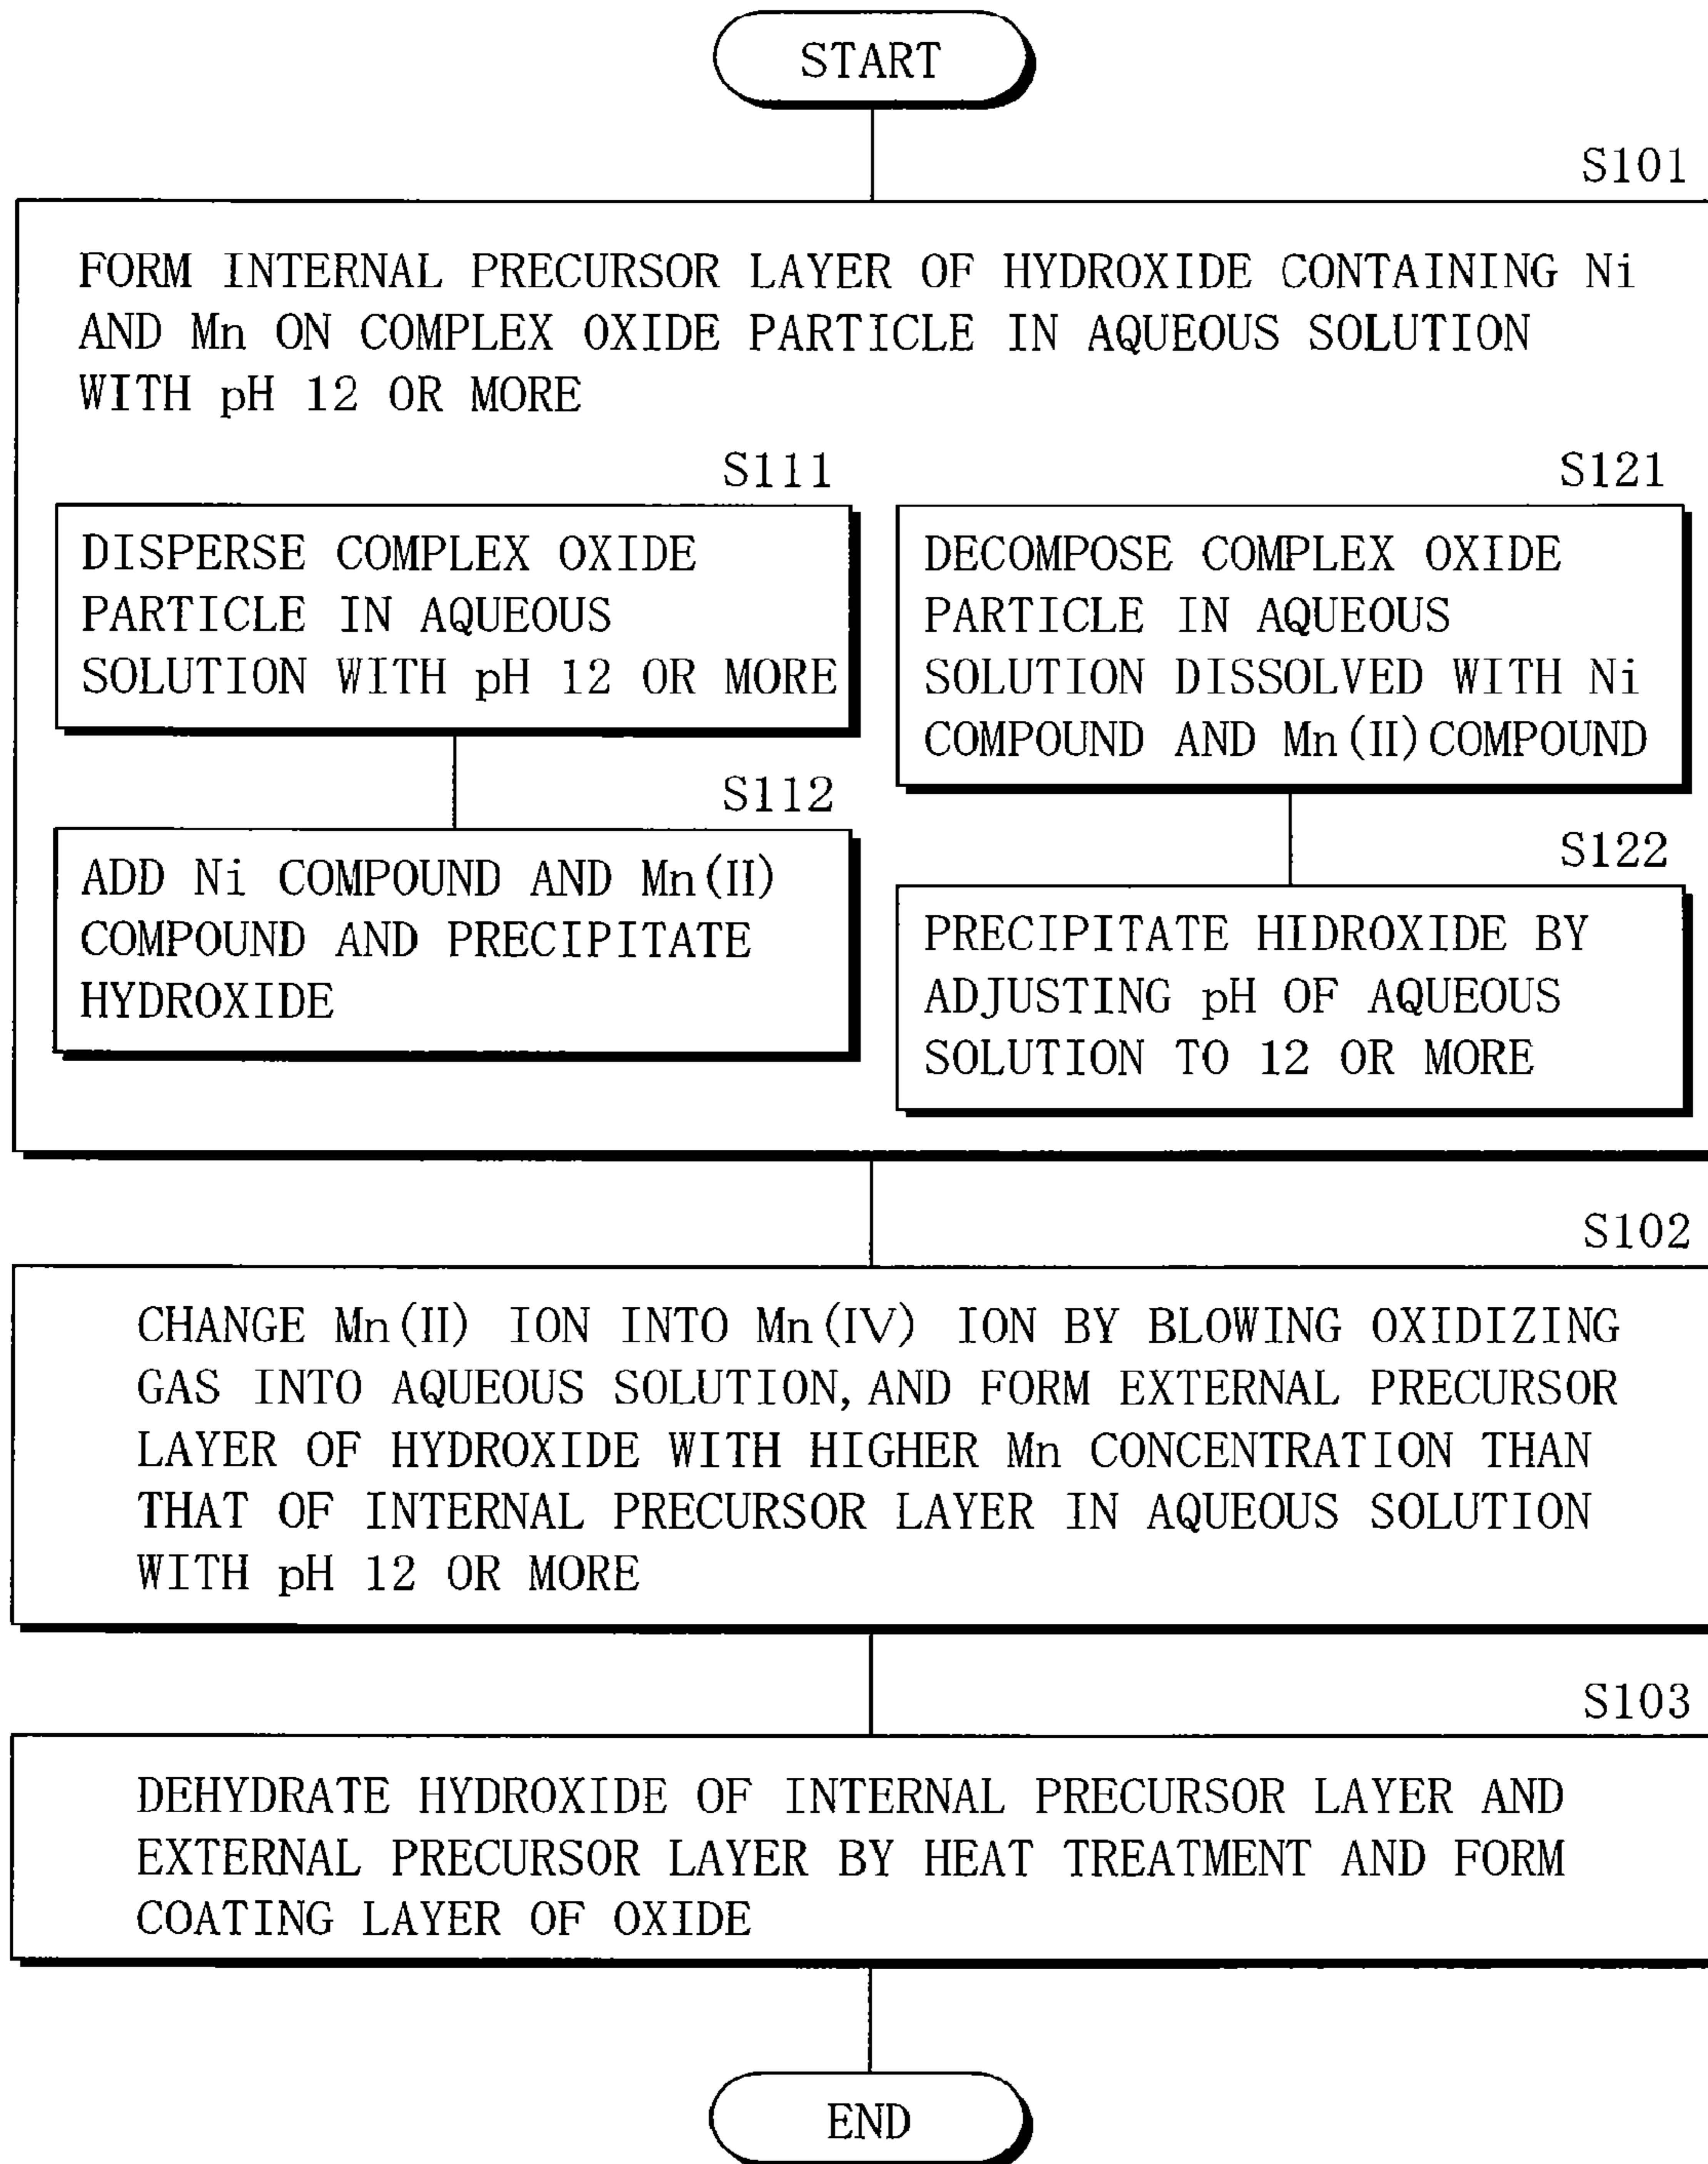 START
S101
FORM INTERNAL PRECURSOR LAYER OF HYDROXIDE CONTAINING Ni
AND Mn ON COMPLEX OXIDE PARTICLE IN AQUEOUS SOLUTION
WITH pH 12 OR MORE
S111
DISPERSE COMPLEX OXIDE
PARTICLE IN AQUEOUS
SOLUTION WITH pH 12 OR MORE
S112
ADD Ni COMPOUND AND Mn(II)
COMPOUND AND PRECIPITATE
HYDROXIDE
S121
DECOMPOSE COMPLEX OXIDE
PARTICLE IN AQUEOUS
SOLUTION DISSOLVED WITH Ni
COMPOUND AND Mn(II)COMPOUND
S122
PRECIPITATE HIDROXIDE BY
ADJUSTING pH OF AQUEOUS
SOLUTION TO 12 OR MORE
S102
CHANGE Mn(II) ION INTO Mn(IV) ION BY BLOWING OXIDIZING
GAS INTO AQUEOUS SOLUTION, AND FORM EXTERNAL PRECURSOR
LAYER OF HYDROXIDE WITH HIGHER Mn CONCENTRATION THAN
THAT OF INTERNAL PRECURSOR LAYER IN AQUEOUS SOLUTION
WITH pH 12 OR MORE
S103
DEHYDRATE HYDROXIDE OF INTERNAL PRECURSOR LAYER AND
EXTERNAL PRECURSOR LAYER BY HEAT TREATMENT AND FORM
COATING LAYER OF OXIDE
END